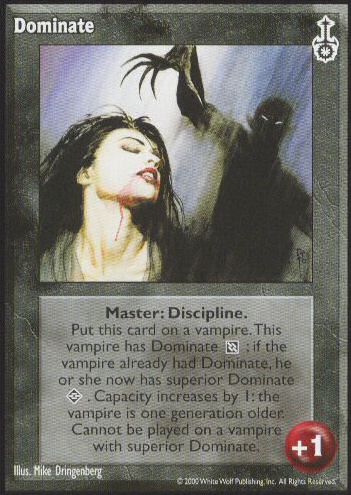 Dominate
Master: Discipline.
Put this card on a vampire. This
vampire has Dominate ; if the
vampire already had Dominate, he
or she now has superior Dominate
. Capacity increases by 1: the
vampire is one generation older.
Cannot be played on a vampire
with superior Dominate.
+1
Illus. Mike Dringenberg
© 2000 White Wolf Publishing, Inc. All Rights Reserved.